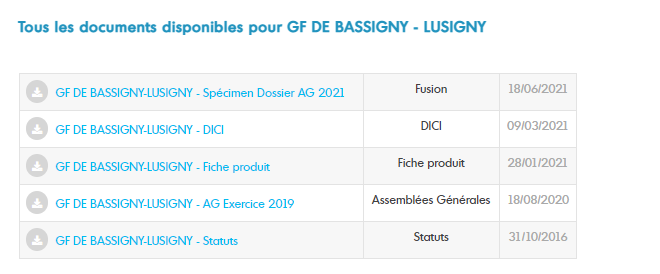 Tous les documents disponibles pour GF DE BASSIGNY - LUSIGNY
GF DE BASSIGNY-LUSIGNY - Spécimen Dossier AG 2021 Fusion 18/06/2021
GF DE BASSIGNY-LUSIGNY - DICI DICI 09/03/2021
GF DE BASSIGNY-LUSIGNY - Fiche produit Fiche produit 28/01/2021
GF DE BASSIGNY-LUSIGNY - AG Exercice 2019 Assemblées Générales 18/08/2020
GF DE BASSIGNY-LUSIGNY - Statuts Statuts 31/10/2016